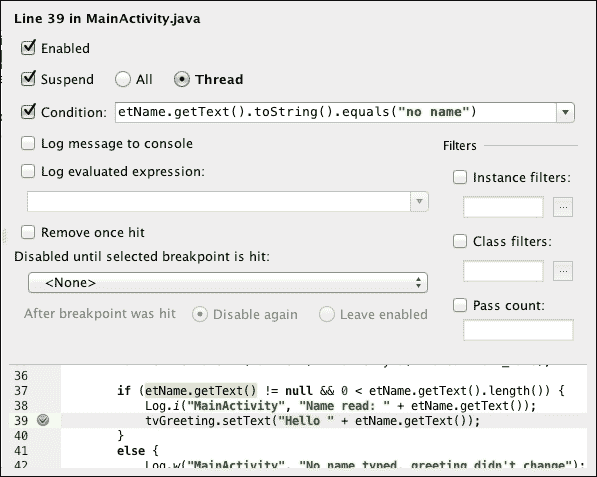 Line 39 in MainActivity.java
Enabled
Suspend All Thread
Condition: etName.getText().toString().equals("no name")
Log message to console
Filters
Log evaluated expression:
Instance filters:
...
Remove once hit
Class filters:
...
Disabled until selected breakpoint is hit:
<None>
Pass count:
After breakpoint was hit Disable again Leave enabled
36
37 if (etName.getText() != null && 0 < etName.getText().length()) {
38 Log.i("MainActivity", "Name read: " + etName.getText());
39 tvGreeting.setText("Hello " + etName.getText());
40 }
41 else {
42 Log.w("MainActivity", "No name typed, greeting didn't change");